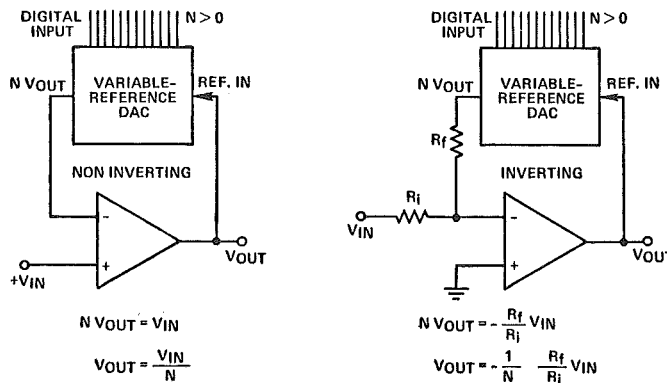 DIGITAL INPUT N > 0
N VOUT
VARIABLE-REFERENCE DAC
REF. IN
NON INVERTING
-
+
+VIN
VOUT
N VOUT = VIN
VOUT = VIN / N
DIGITAL INPUT N > 0
N VOUT
VARIABLE-REFERENCE DAC
REF. IN
Rf
INVERTING
Ri
VIN
-
+
VOUT
N VOUT = - Rf / Ri VIN
VOUT = - 1 / N Rf / Ri VIN